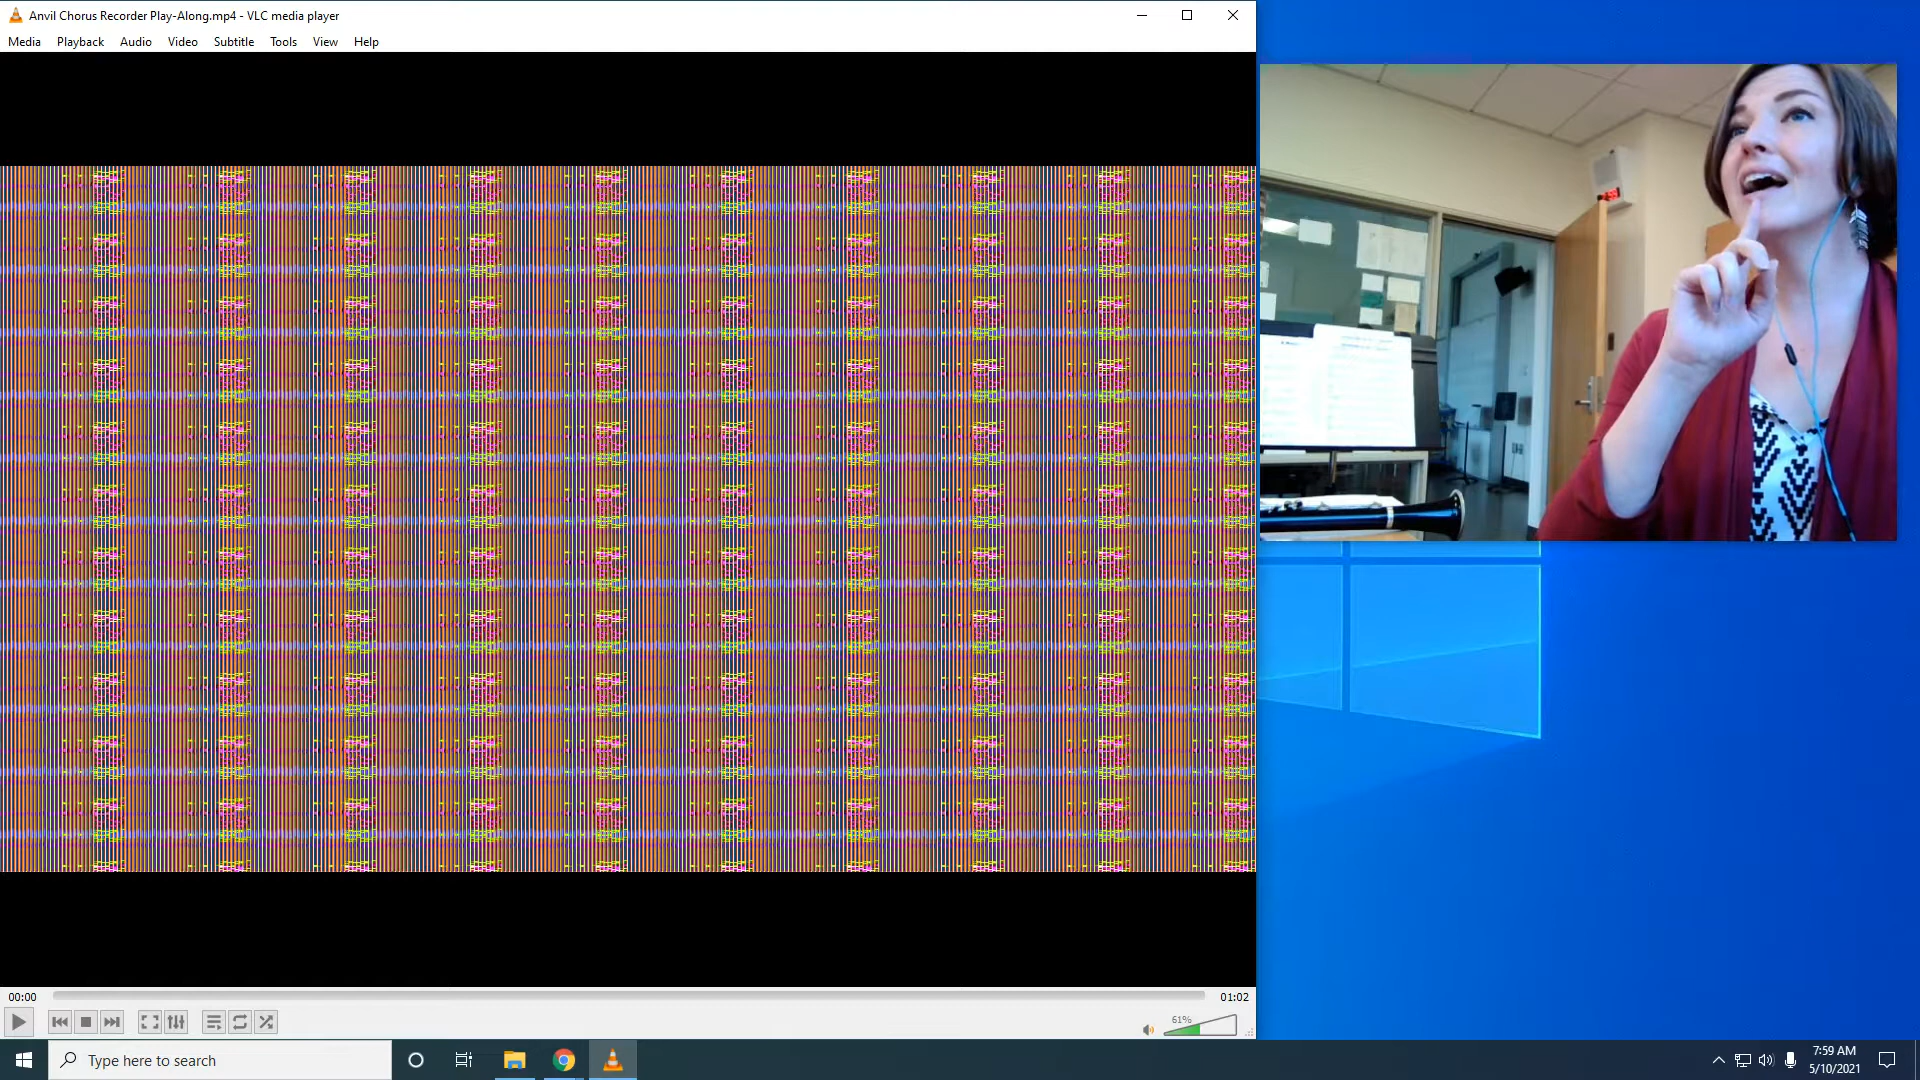 Anvil Chorus Recorder Play-Along.mp4 - VLC media player
Media Playback Audio Video Subtitle Tools View Help
00:00 01:02
61%
Type here to search
7:59 AM
5/10/2021